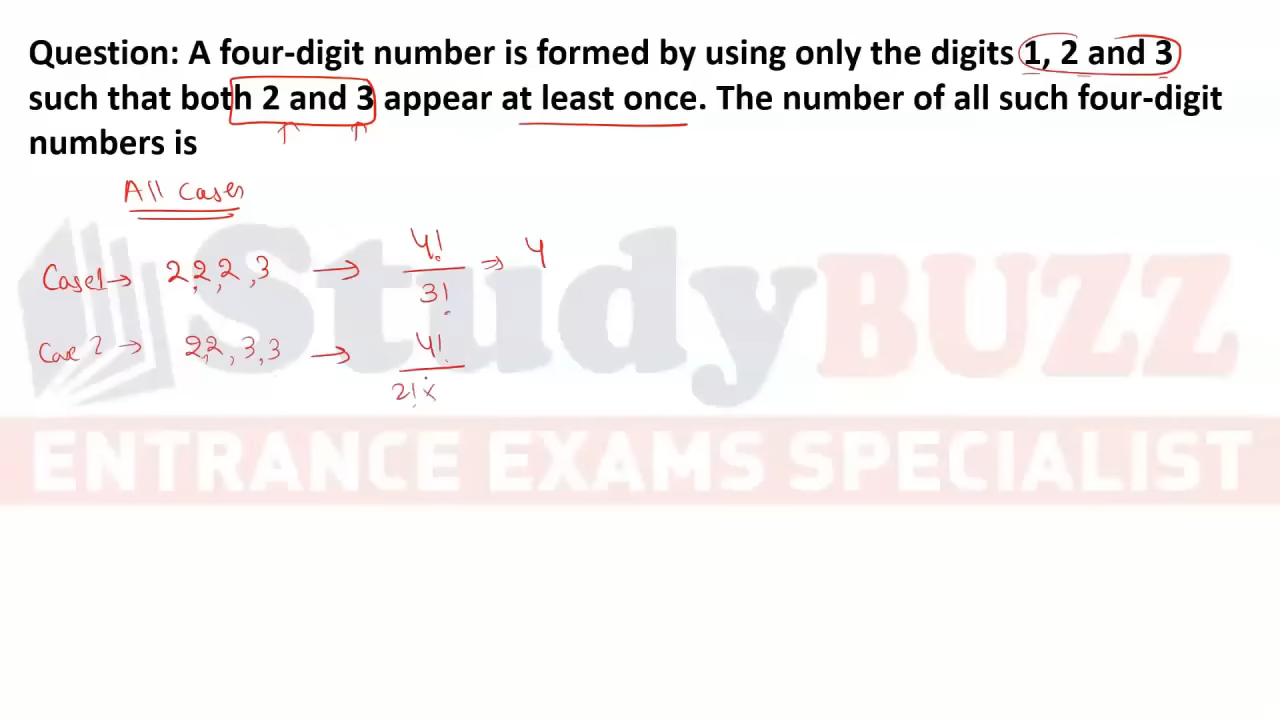 Question: A four-digit number is formed by using only the digits 1, 2 and 3
such that both 2 and 3 appear at least once. The number of all such four-digit
numbers is
All Cases
Case1→ 2,2,2,3 → 4!/3! ⇒ 4
Case 2 → 2,2,3,3 → 4!/2!×
StudyBUZZ
ENTRANCE EXAMS SPECIALIST